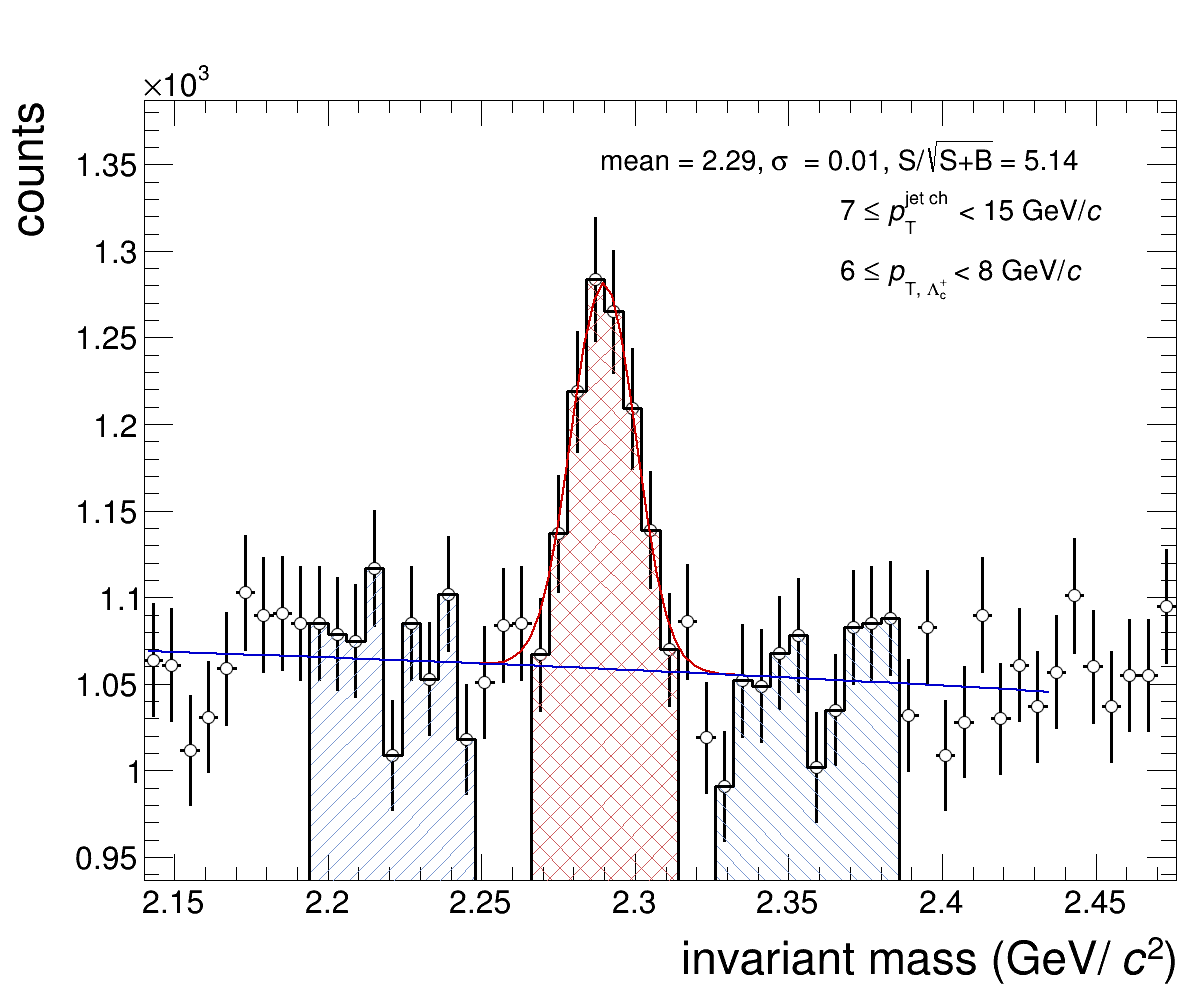 ×10³
counts
mean = 2.29, σ = 0.01, S/√S+B = 5.14
7 ≤ p_T^jet ch < 15 GeV/c
6 ≤ p_T, Λ_c^+ < 8 GeV/c
1.35
1.3
1.25
1.2
1.15
1.1
1.05
1
0.95
2.15 2.2 2.25 2.3 2.35 2.4 2.45
invariant mass (GeV/ c²)